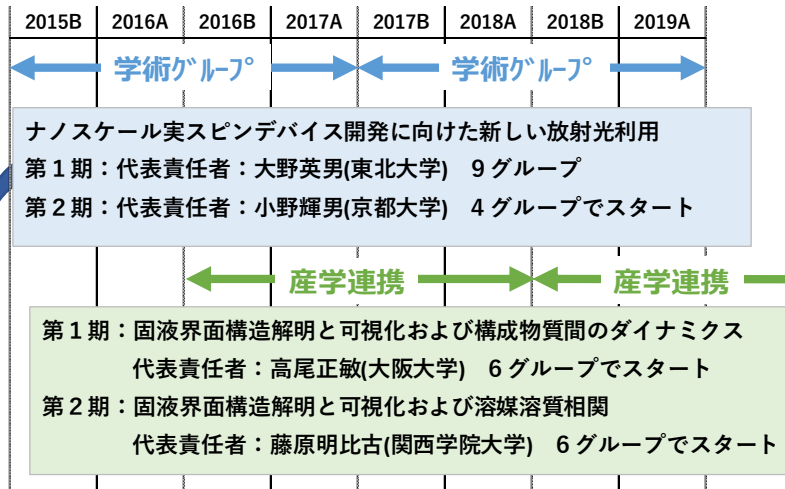 2015B 2016A 2016B 2017A 2017B 2018A 2018B 2019A
学術グループ 学術グループ
ナノスケール実スピンデバイス開発に向けた新しい放射光利用
第１期：代表責任者：大野英男(東北大学)　９グループ
第２期：代表責任者：小野輝男(京都大学)　４グループでスタート
産学連携 産学連携
第１期：固液界面構造解明と可視化および構成物質間のダイナミクス
代表責任者：高尾正敏(大阪大学)　６グループでスタート
第２期：固液界面構造解明と可視化および溶媒溶質相関
代表責任者：藤原明比古(関西学院大学)　６グループでスタート